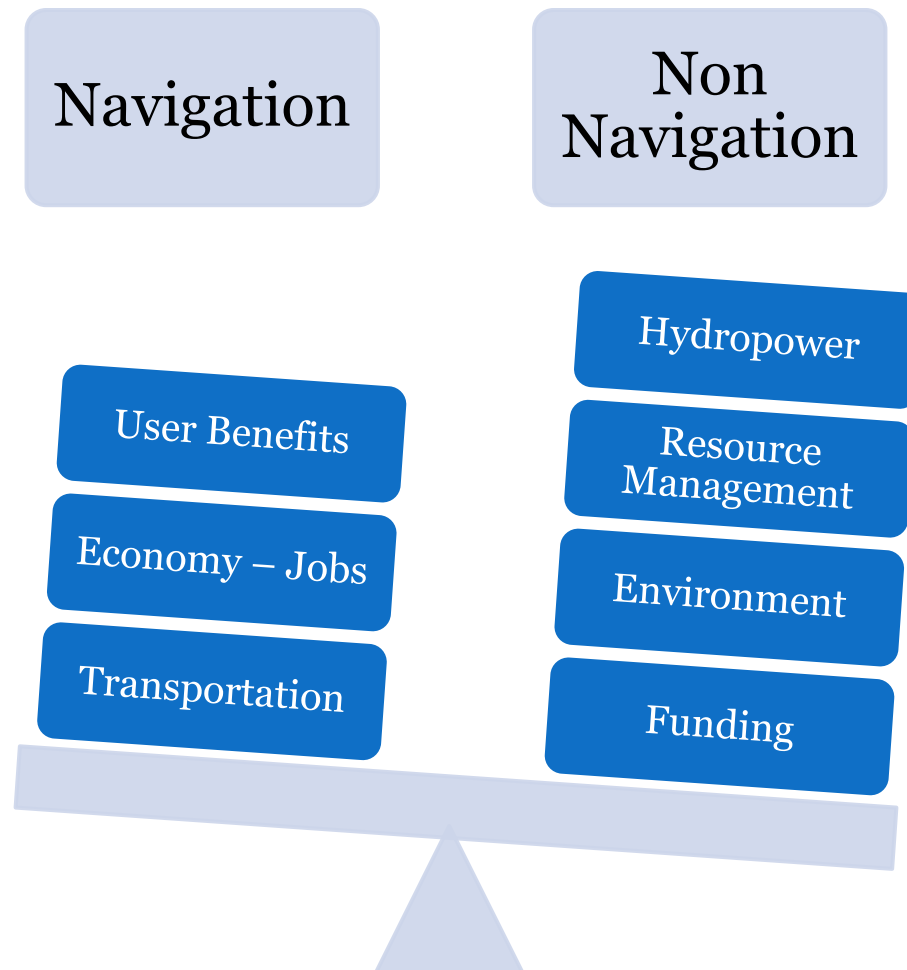 Navigation
Non
Navigation
User Benefits
Economy – Jobs
Transportation
Hydropower
Resource
Management
Environment
Funding